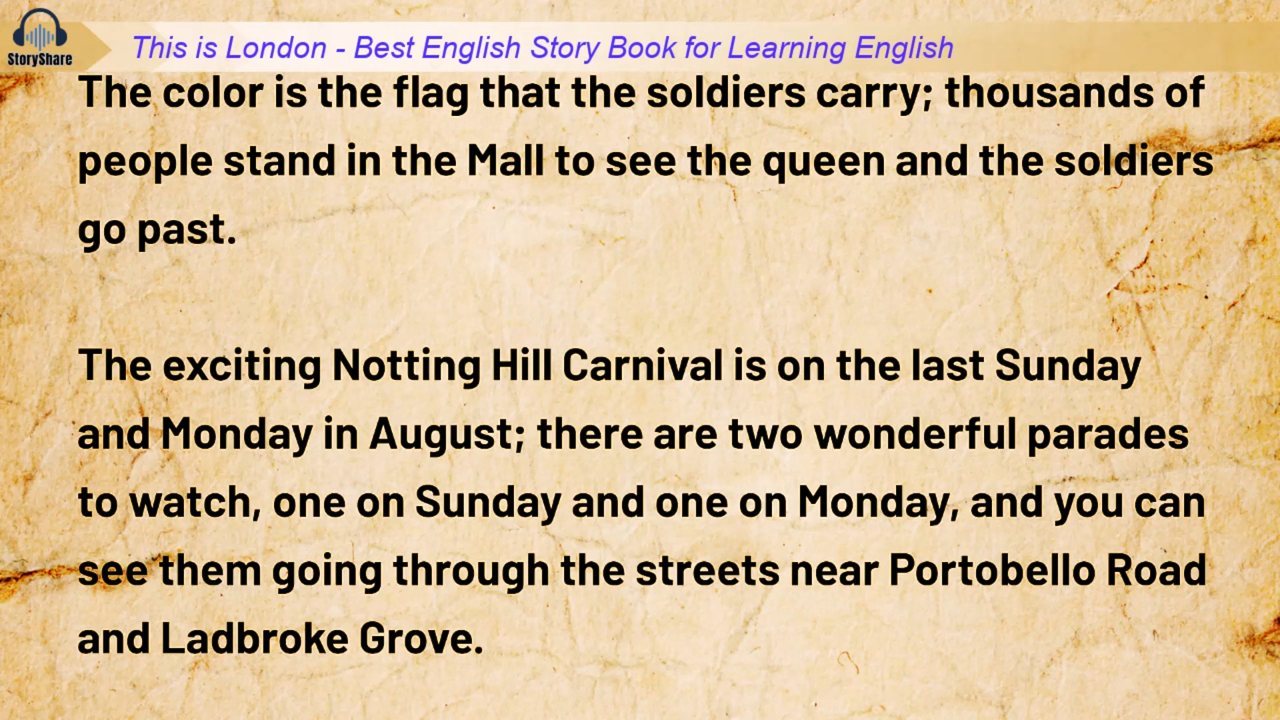 StoryShare
This is London - Best English Story Book for Learning English
The color is the flag that the soldiers carry; thousands of
people stand in the Mall to see the queen and the soldiers
go past.
The exciting Notting Hill Carnival is on the last Sunday
and Monday in August; there are two wonderful parades
to watch, one on Sunday and one on Monday, and you can
see them going through the streets near Portobello Road
and Ladbroke Grove.